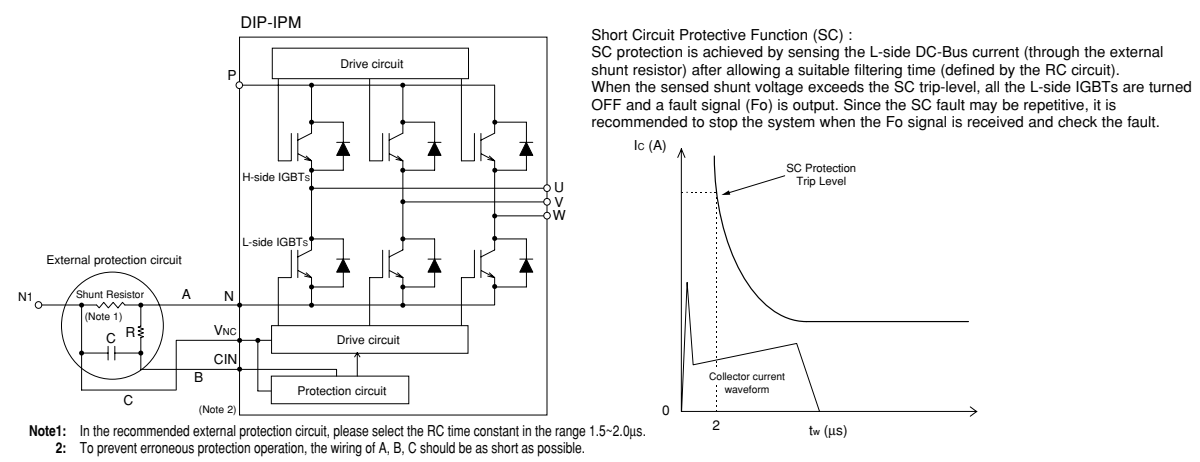 DIP-IPM
Drive circuit
P
H-side IGBTs
U
V
W
L-side IGBTs
External protection circuit
N1
Shunt Resistor
A
N
(Note 1)
R
C
VNC
Drive circuit
CIN
B
Protection circuit
C
(Note 2)
Short Circuit Protective Function (SC) :
SC protection is achieved by sensing the L-side DC-Bus current (through the external
shunt resistor) after allowing a suitable filtering time (defined by the RC circuit).
When the sensed shunt voltage exceeds the SC trip-level, all the L-side IGBTs are turned
OFF and a fault signal (Fo) is output. Since the SC fault may be repetitive, it is
recommended to stop the system when the Fo signal is received and check the fault.
Ic (A)
SC Protection
Trip Level
Collector current
waveform
0
2
tw (μs)
Note1: In the recommended external protection circuit, please select the RC time constant in the range 1.5~2.0μs.
2: To prevent erroneous protection operation, the wiring of A, B, C should be as short as possible.